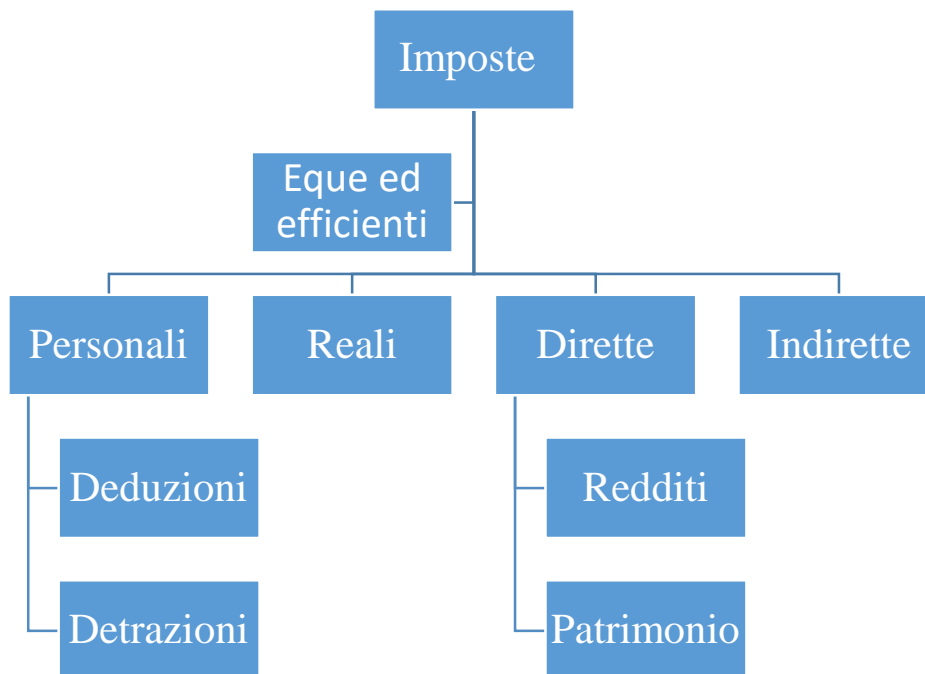 Imposte
Eque ed
efficienti
Personali
Reali
Dirette
Indirette
Deduzioni
Redditi
Detrazioni
Patrimonio